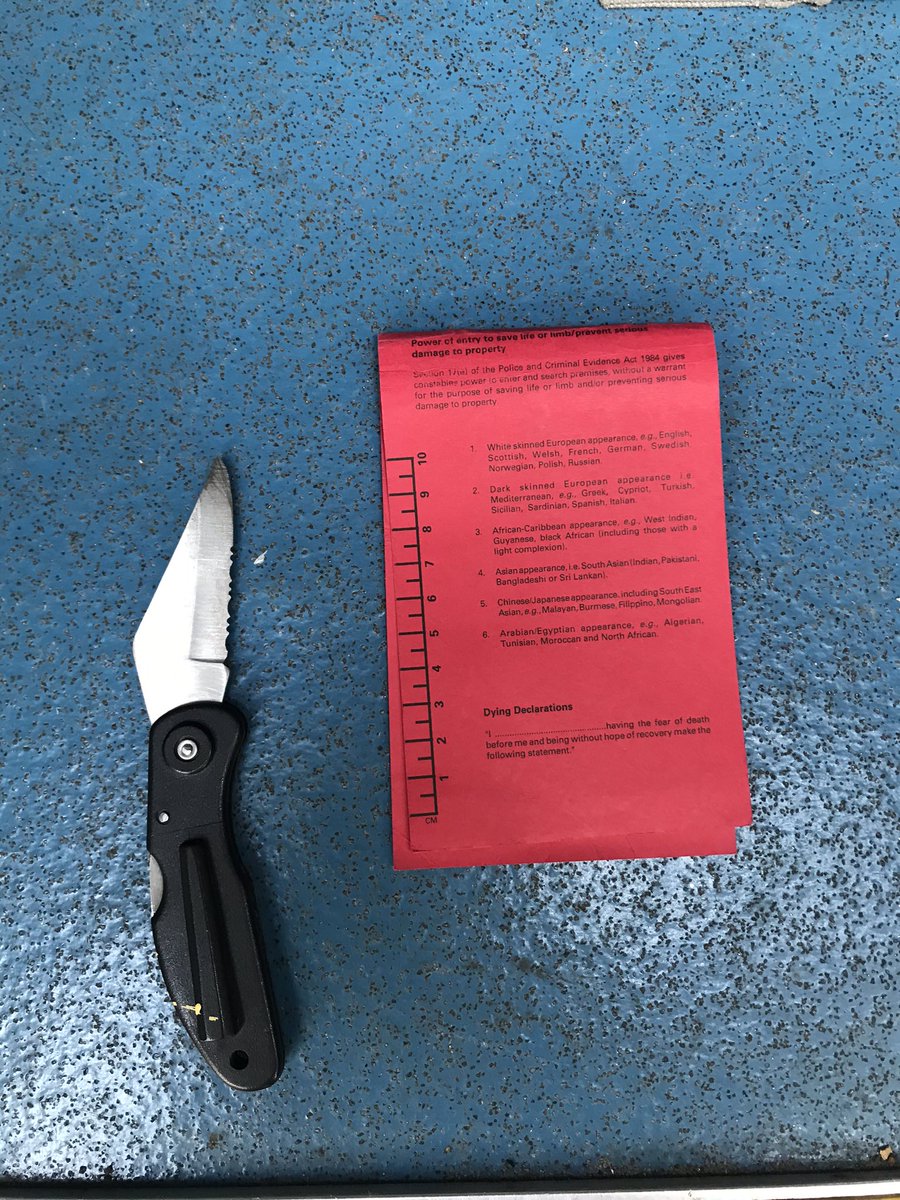 Power of entry to save life or limb/prevent serious
damage to property
Section 17(e) of the Police and Criminal Evidence Act 1984 gives
constables power to enter and search premises, without a warrant
for the purpose of saving life or limb and/or preventing serious
damage to property
1. White skinned European appearance, e.g., English,
Scottish, Welsh, French, German, Swedish
Norwegian, Polish, Russian.
2. Dark skinned European appearance i.e.
Mediterranean, e.g., Greek, Cypriot, Turkish,
Sicilian, Sardinian, Spanish, Italian.
3. African-Caribbean appearance, e.g., West Indian,
Guyanese, black African (including those with a
light complexion).
4. Asian appearance, i.e. South Asian (Indian, Pakistani,
Bangladeshi or Sri Lankan).
5. Chinese/Japanese appearance, including South East
Asian, e.g., Malayan, Burmese, Filippino, Mongolian.
6. Arabian/Egyptian appearance, e.g., Algerian,
Tunisian, Moroccan and North African.
Dying Declarations
"I ..........................................having the fear of death
before me and being without hope of recovery make the
following statement."
10
9
8
7
6
5
4
3
2
1
CM